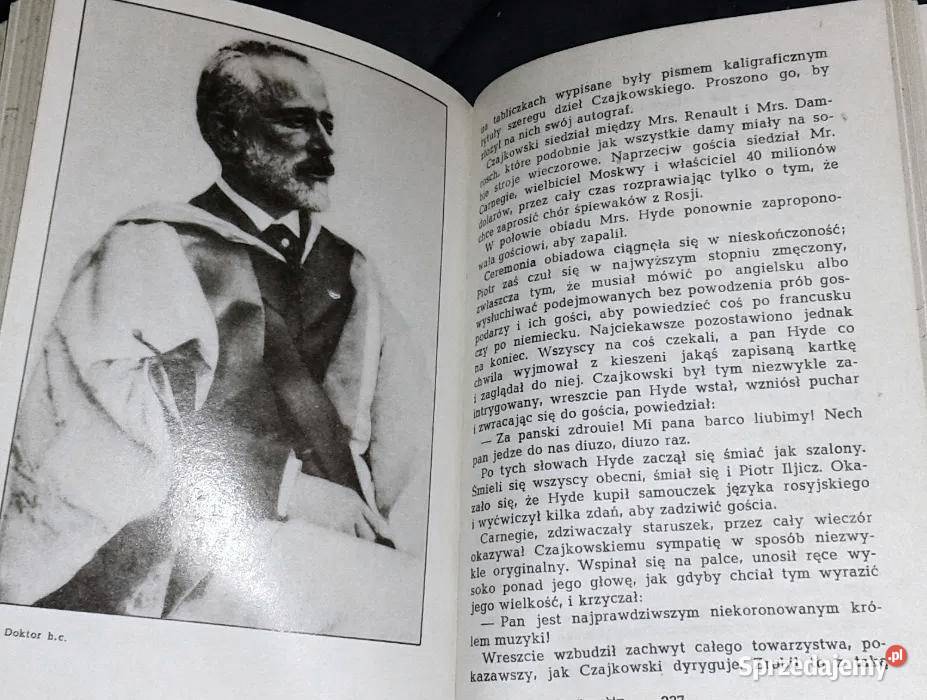 Doktor h.c.
na tabliczkach wypisane były pismem kaligraficznym
tytuły szeregu dzieł Czajkowskiego. Proszono go, by
złożył na nich swój autograf.
Czajkowski siedział między Mrs. Renault i Mrs. Dam-
rosch, które podobnie jak wszystkie damy miały na so-
bie stroje wieczorowe. Naprzeciw gościa siedział Mr.
Carnegie, wielbiciel Moskwy i właściciel 40 milionów
dolarów, przez cały czas rozprawiając tylko o tym, że
chce zaprosić chór śpiewaków z Rosji.
W połowie obiadu Mrs. Hyde ponownie zapropono-
wała gościowi, aby zapalił.
Ceremonia obiadowa ciągnęła się w nieskończoność;
Piotr zaś czuł się w najwyższym stopniu zmęczony,
zwłaszcza tym, że musiał mówić po angielsku albo
wysłuchiwać podejmowanych bez powodzenia prób gos-
podarzy i ich gości, aby powiedzieć coś po francusku
czy po niemiecku. Najciekawsze pozostawiono jednak
na koniec. Wszyscy na coś czekali, a pan Hyde co
chwila wyjmował z kieszeni jakąś zapisaną kartkę
i zaglądał do niej. Czajkowski był tym niezwykle za-
intrygowany, wreszcie pan Hyde wstał, wzniósł puchar
i zwracając się do gościa, powiedział:
— Za panski zdrouie! Mi pana barco liubimy! Nech
pan jedze do nas diuzo, diuzo raz.
Po tych słowach Hyde zaczął się śmiać jak szalony.
Śmieli się wszyscy obecni, śmiał się i Piotr Iljicz. Oka-
zało się, że Hyde kupił samouczek języka rosyjskiego
i wyćwiczył kilka zdań, aby zadziwić gościa.
Carnegie, zdziwaczały staruszek, przez cały wieczór
okazywał Czajkowskiemu sympatię w sposób niezwy-
kle oryginalny. Wspinał się na palce, unosił ręce wy-
soko ponad jego głowę, jak gdyby chciał tym wyrazić
jego wielkość, i krzyczał:
— Pan jest najprawdziwszym niekoronowanym kró-
lem muzyki!
Wreszcie wzbudził zachwyt całego towarzystwa, po-
kazawszy, jak Czajkowski dyryguje.
Sprzedajemy.pl
227